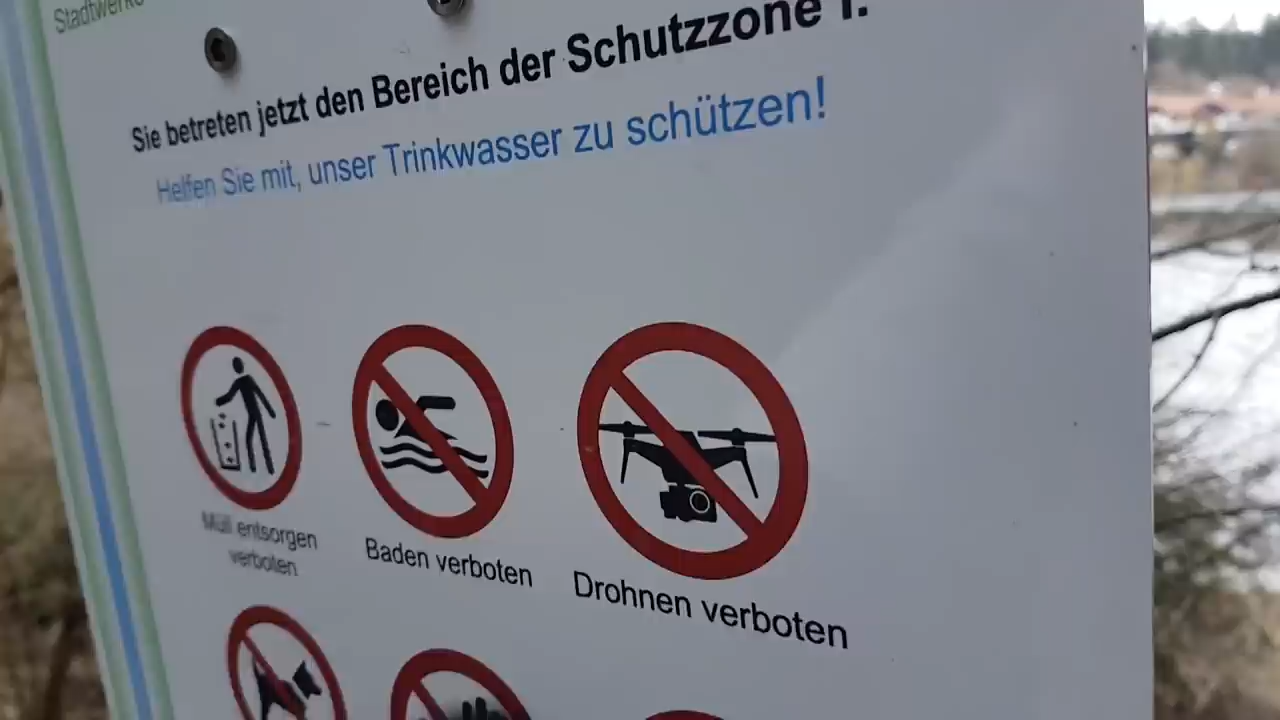 Stadtwerke
Sie betreten jetzt den Bereich der Schutzzone I.
Helfen Sie mit, unser Trinkwasser zu schützen!
Müll entsorgen
verboten
Baden verboten
Drohnen verboten